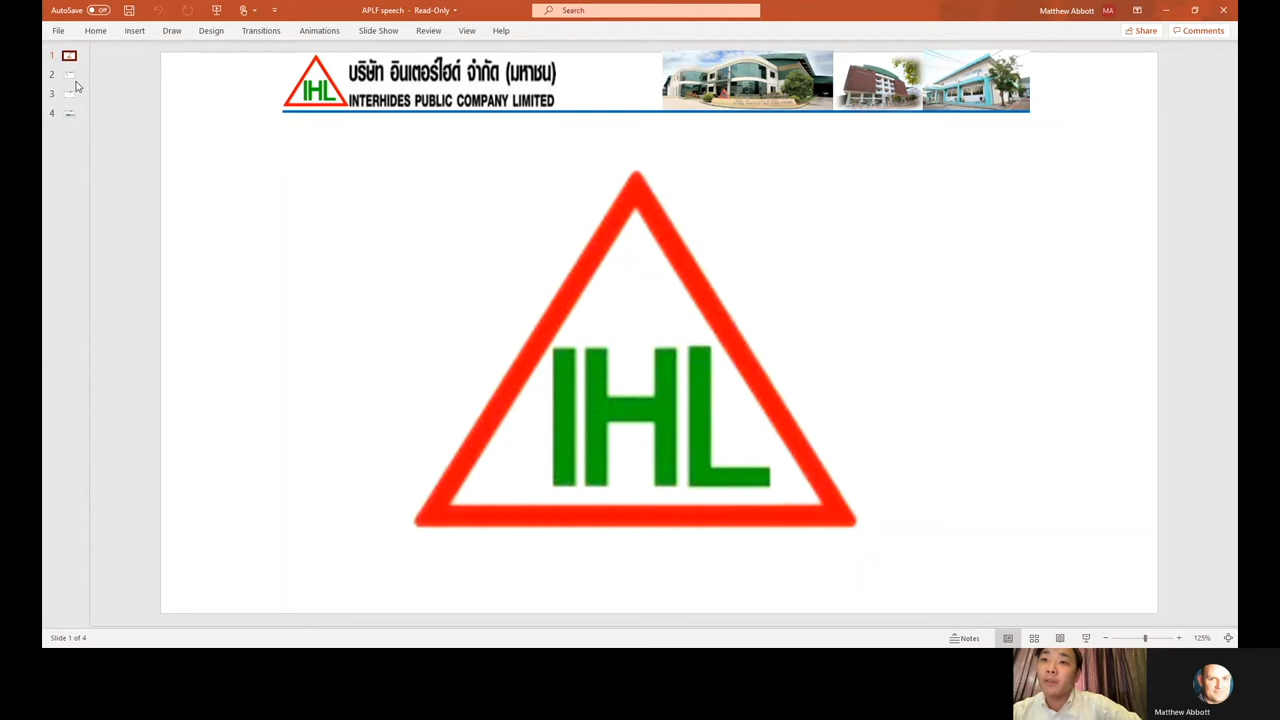 AutoSave Off
APLF speech - Read-Only
Search
Matthew Abbott MA
File Home Insert Draw Design Transitions Animations Slide Show Review View Help
Share Comments
1
2
3
4
IHL
บริษัท อินเตอร์ไฮด์ จำกัด (มหาชน)
INTERHIDES PUBLIC COMPANY LIMITED
IHL
Slide 1 of 4
Notes
125%
Matthew Abbott